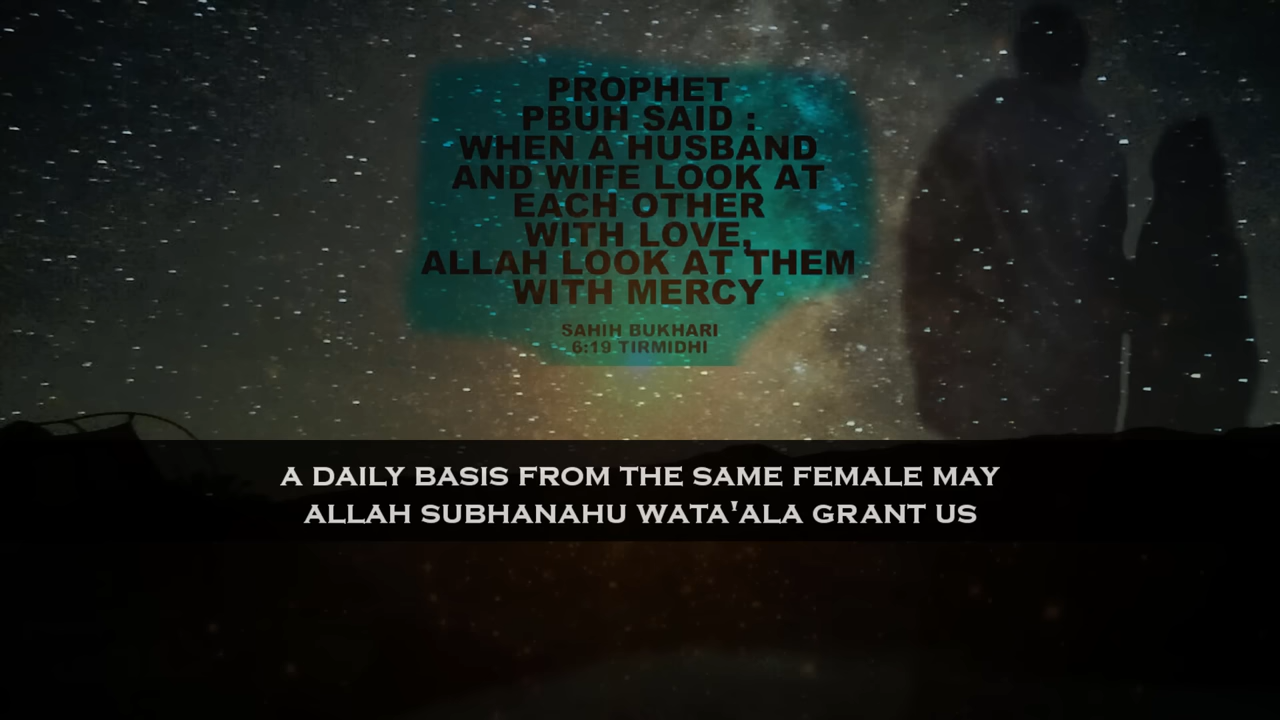 PROPHET
PBUH SAID :
WHEN A HUSBAND
AND WIFE LOOK AT
EACH OTHER
WITH LOVE,
ALLAH LOOK AT THEM
WITH MERCY
SAHIH BUKHARI
6:19 TIRMIDHI
A DAILY BASIS FROM THE SAME FEMALE MAY
ALLAH SUBHANAHU WATA'ALA GRANT US